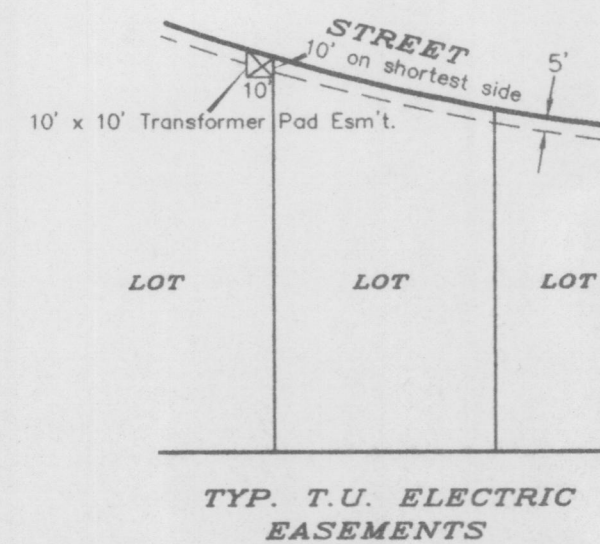 STREET
10' on shortest side
5'
10'
10' x 10' Transformer Pad Esm't.
LOT
LOT
LOT
TYP. T.U. ELECTRIC
EASEMENTS